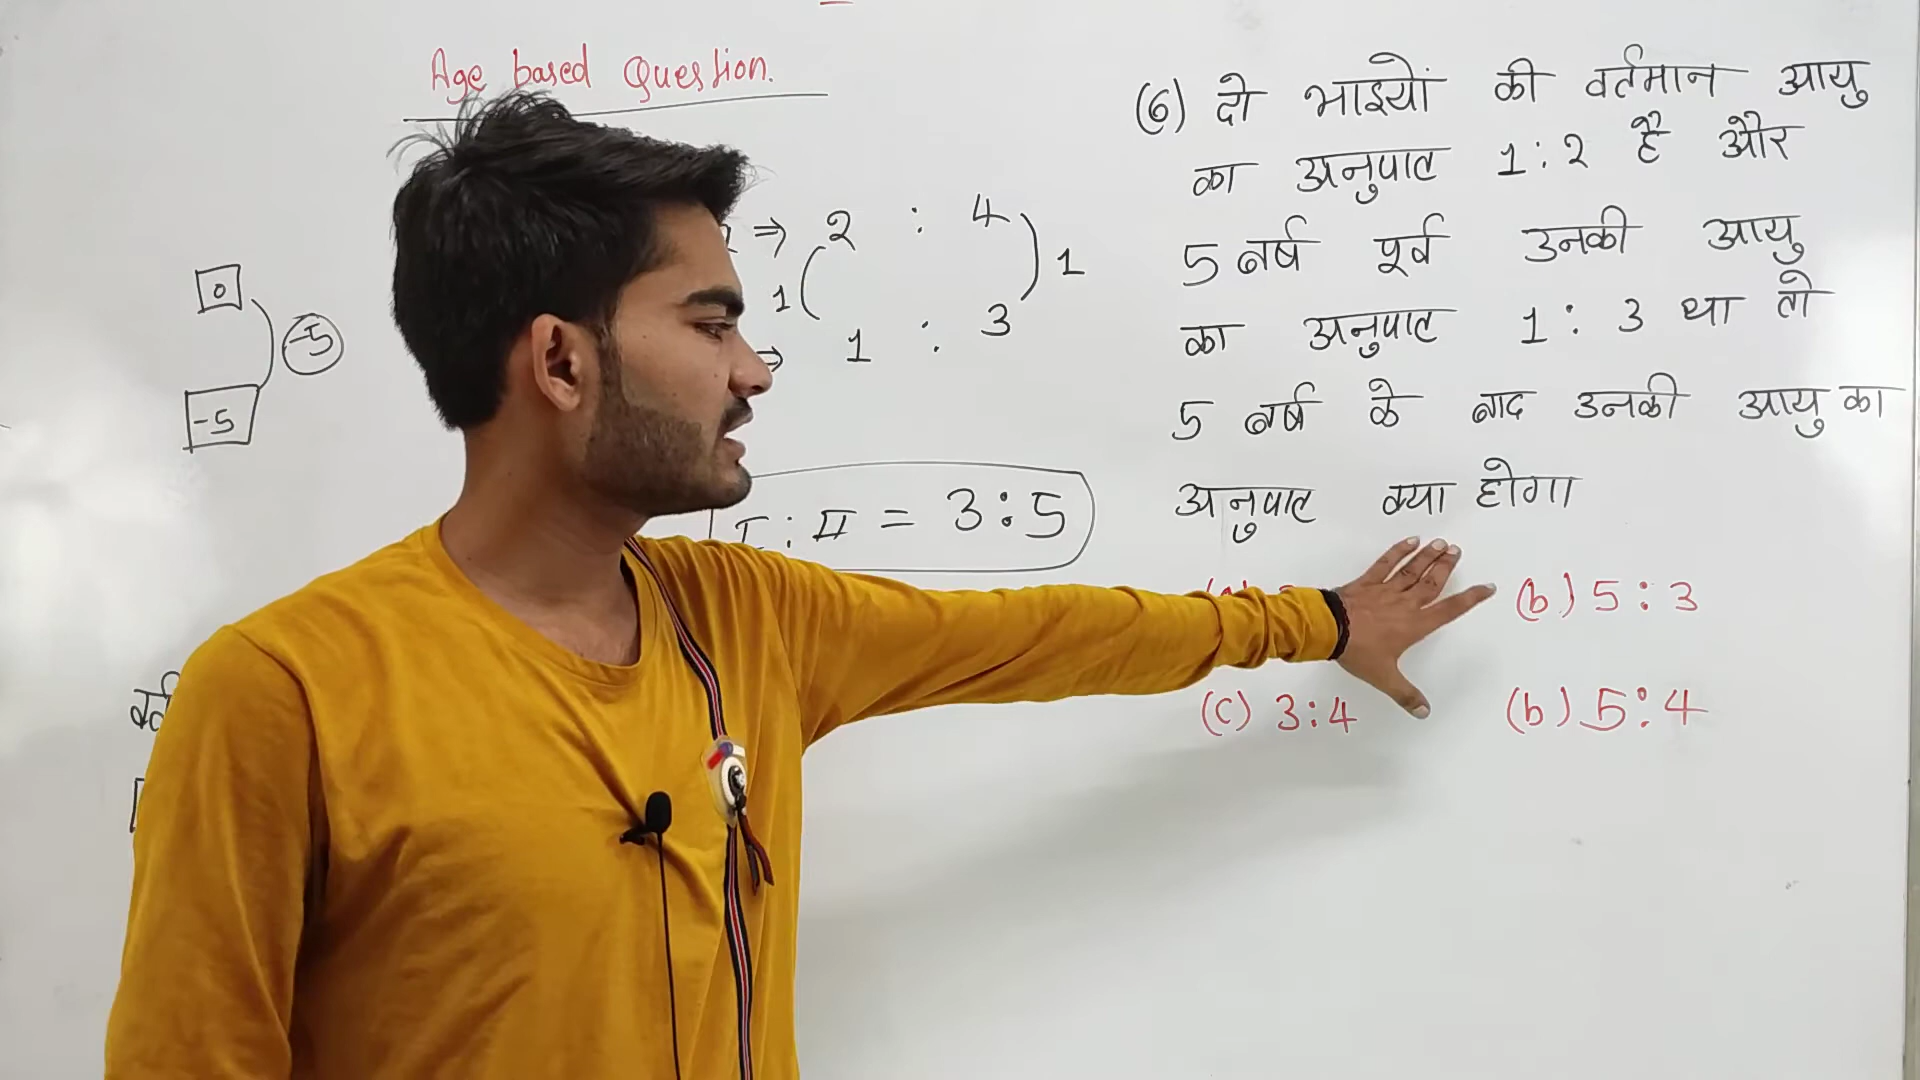 Age based Question.
(6) दो भाइयों की वर्तमान आयु
का अनुपात 1:2 है और
5 वर्ष पूर्व उनकी आयु
का अनुपात 1:3 था तो
5 वर्ष के बाद उनकी आयु का
अनुपात क्या होगा
(b) 5:3
(c) 3:4 (b) 5:4
⇒ 2 : 4
1 1
⇒ 1 : 3
0
-5
-5
I : II = 3:5